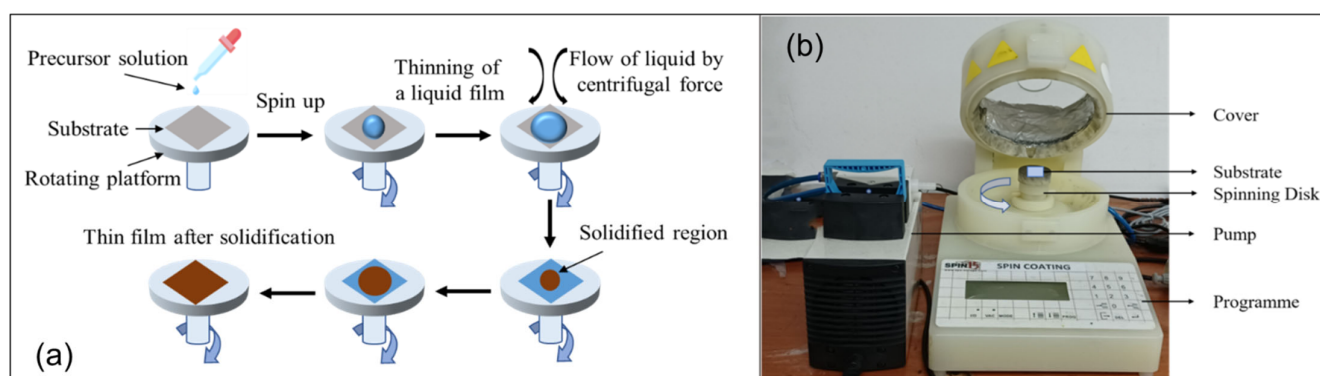 Precursor solution
Substrate
Rotating platform
Spin up
Thinning of
a liquid film
Flow of liquid by
centrifugal force
Solidified region
Thin film after solidification
(a)
(b)
Cover
Substrate
Spinning Disk
Pump
Programme
SPIN COATING